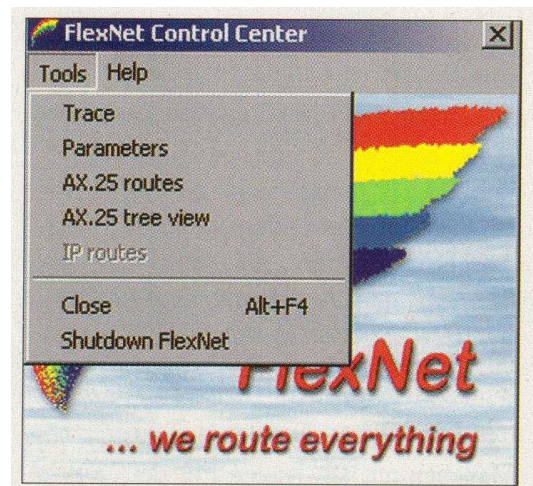 FlexNet Control Center
Tools Help
Trace
Parameters
AX.25 routes
AX.25 tree view
IP routes
Close Alt+F4
Shutdown FlexNet
FlexNet
... we route everything